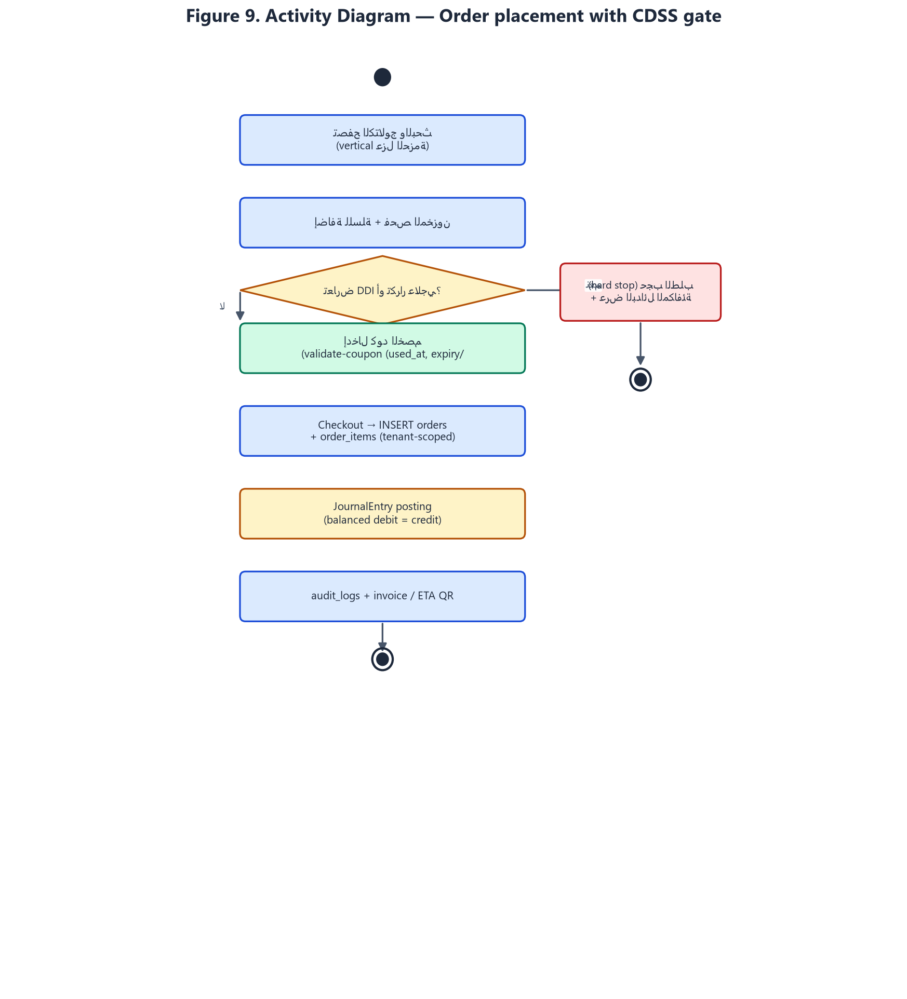 Figure 9. Activity Diagram — Order placement with CDSS gate
تصفح الكتالوج والبحث
(vertical عزل الحزمة)
إضافة للسلة + فحص المخزون
تعارض DDI أو تكرار علاجي؟
(hard stop) حجب الطلب
+ عرض البدائل المكافئة
لا
إدخال كود الخصم
(validate-coupon (used_at, expiry/
Checkout → INSERT orders
+ order_items (tenant-scoped)
JournalEntry posting
(balanced debit = credit)
audit_logs + invoice / ETA QR